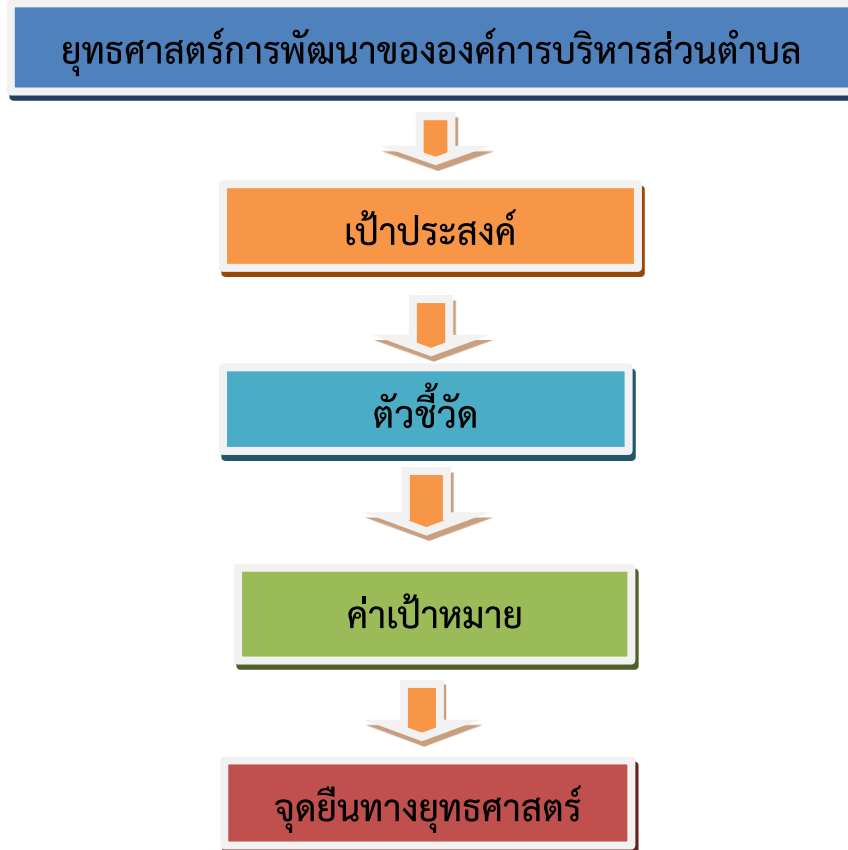 ยุทธศาสตร์การพัฒนาขององค์การบริหารส่วนตำบล
เป้าประสงค์
ตัวชี้วัด
ค่าเป้าหมาย
จุดยืนทางยุทธศาสตร์